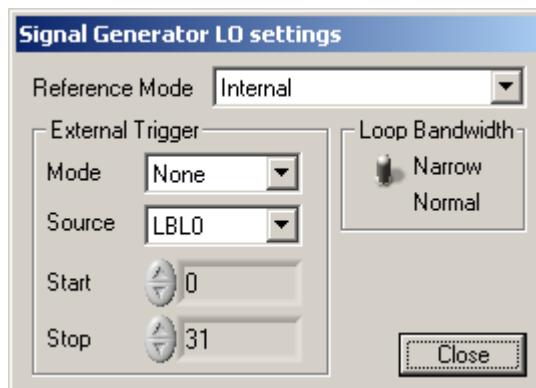 Signal Generator LO settings
Reference Mode Internal
External Trigger
Mode None
Source LBL0
Start 0
Stop 31
Loop Bandwidth
Narrow
Normal
Close